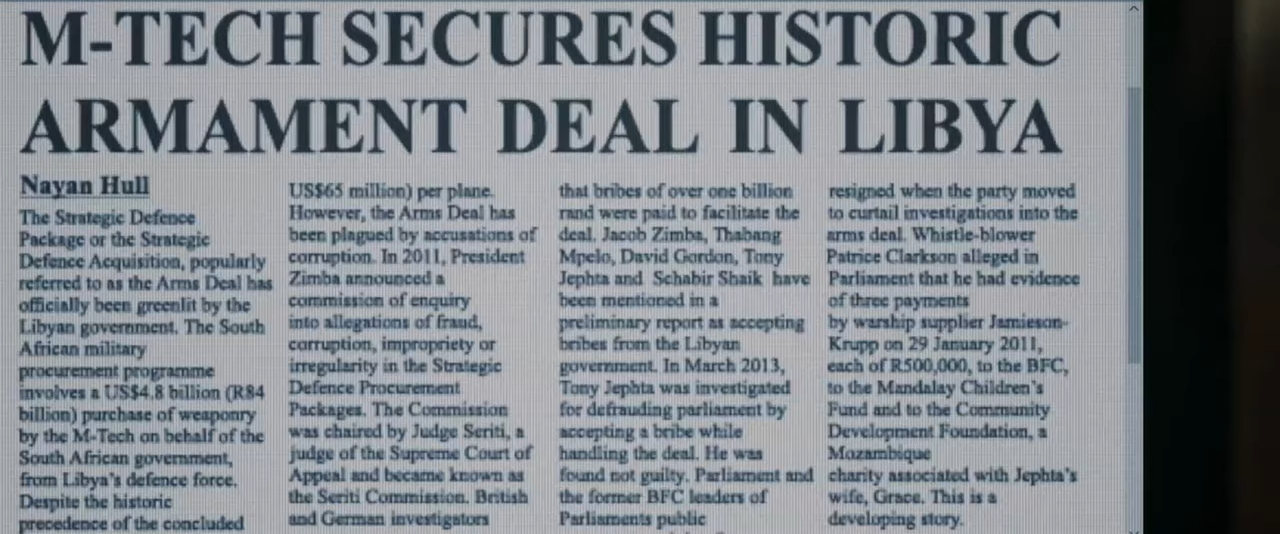 M-TECH SECURES HISTORIC
ARMAMENT DEAL IN LIBYA
Nayan Hull
The Strategic Defence
Package or the Strategic
Defence Acquisition, popularly
referred to as the Arms Deal has
officially been greenlit by the
Libyan government. The South
African military
procurement programme
involves a US$4.8 billion (R84
billion) purchase of weaponry
by the M-Tech on behalf of the
South African government,
from Libya's defence force.
Despite the historic
precedence of the concluded
US$65 million) per plane.
However, the Arms Deal has
been plagued by accusations of
corruption. In 2011, President
Zimba announced a
commission of enquiry
into allegations of fraud,
corruption, impropriety or
irregularity in the Strategic
Defence Procurement
Packages. The Commission
was chaired by Judge Seriti, a
judge of the Supreme Court of
Appeal and became known as
the Seriti Commission. British
and German investigators
that bribes of over one billion
rand were paid to facilitate the
deal. Jacob Zimba, Thabang
Mpelo, David Gordon, Tony
Jephta and Schabir Shaik have
been mentioned in a
preliminary report as accepting
bribes from the Libyan
government. In March 2013,
Tony Jephta was investigated
for defrauding parliament by
accepting a bribe while
handling the deal. He was
found not guilty. Parliament and
the former BFC leaders of
Parliaments public
resigned when the party moved
to curtail investigations into the
arms deal. Whistle-blower
Patrice Clarkson alleged in
Parliament that he had evidence
of three payments
by warship supplier Jamieson-
Krupp on 29 January 2011,
each of R500,000, to the BFC,
to the Mandalay Children's
Fund and to the Community
Development Foundation, a
Mozambique
charity associated with Jephta's
wife, Grace. This is a
developing story.